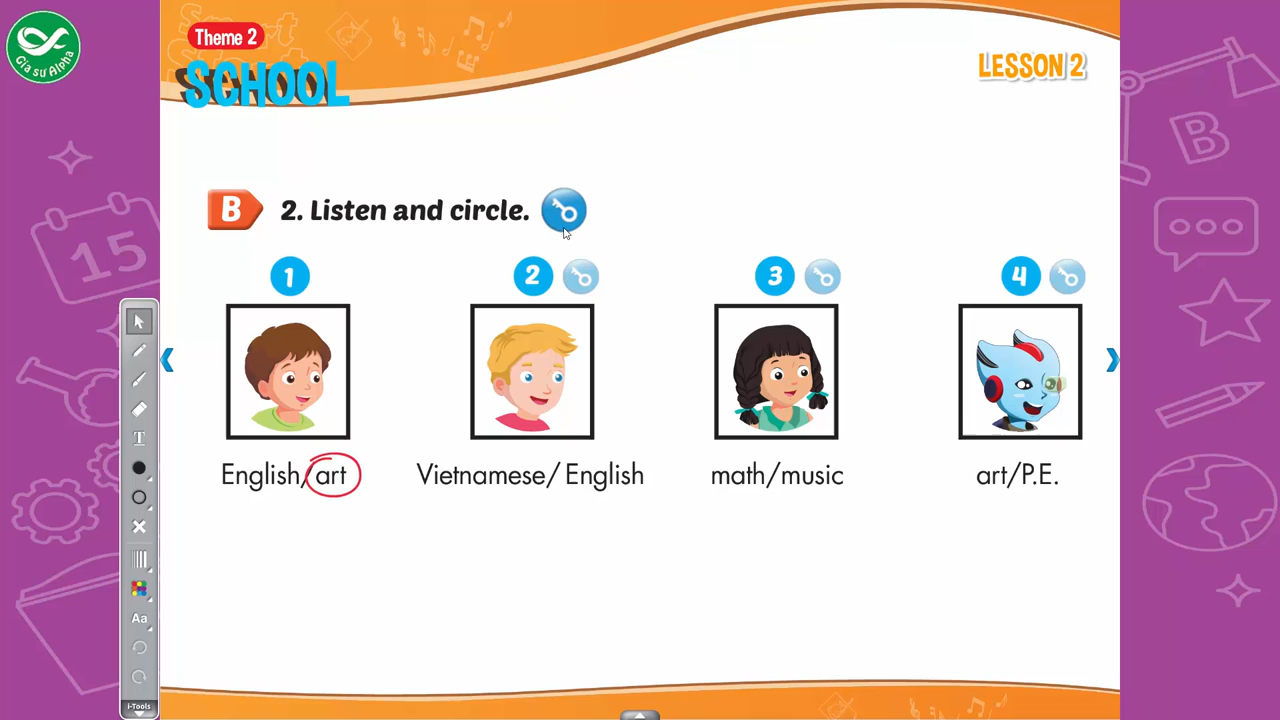 Gia sư Alpha
Theme 2
SCHOOL
LESSON 2
B 2. Listen and circle.
1 2 3 4
English/art Vietnamese/ English math/music art/P.E.
15
B
T
Aa
i-Tools